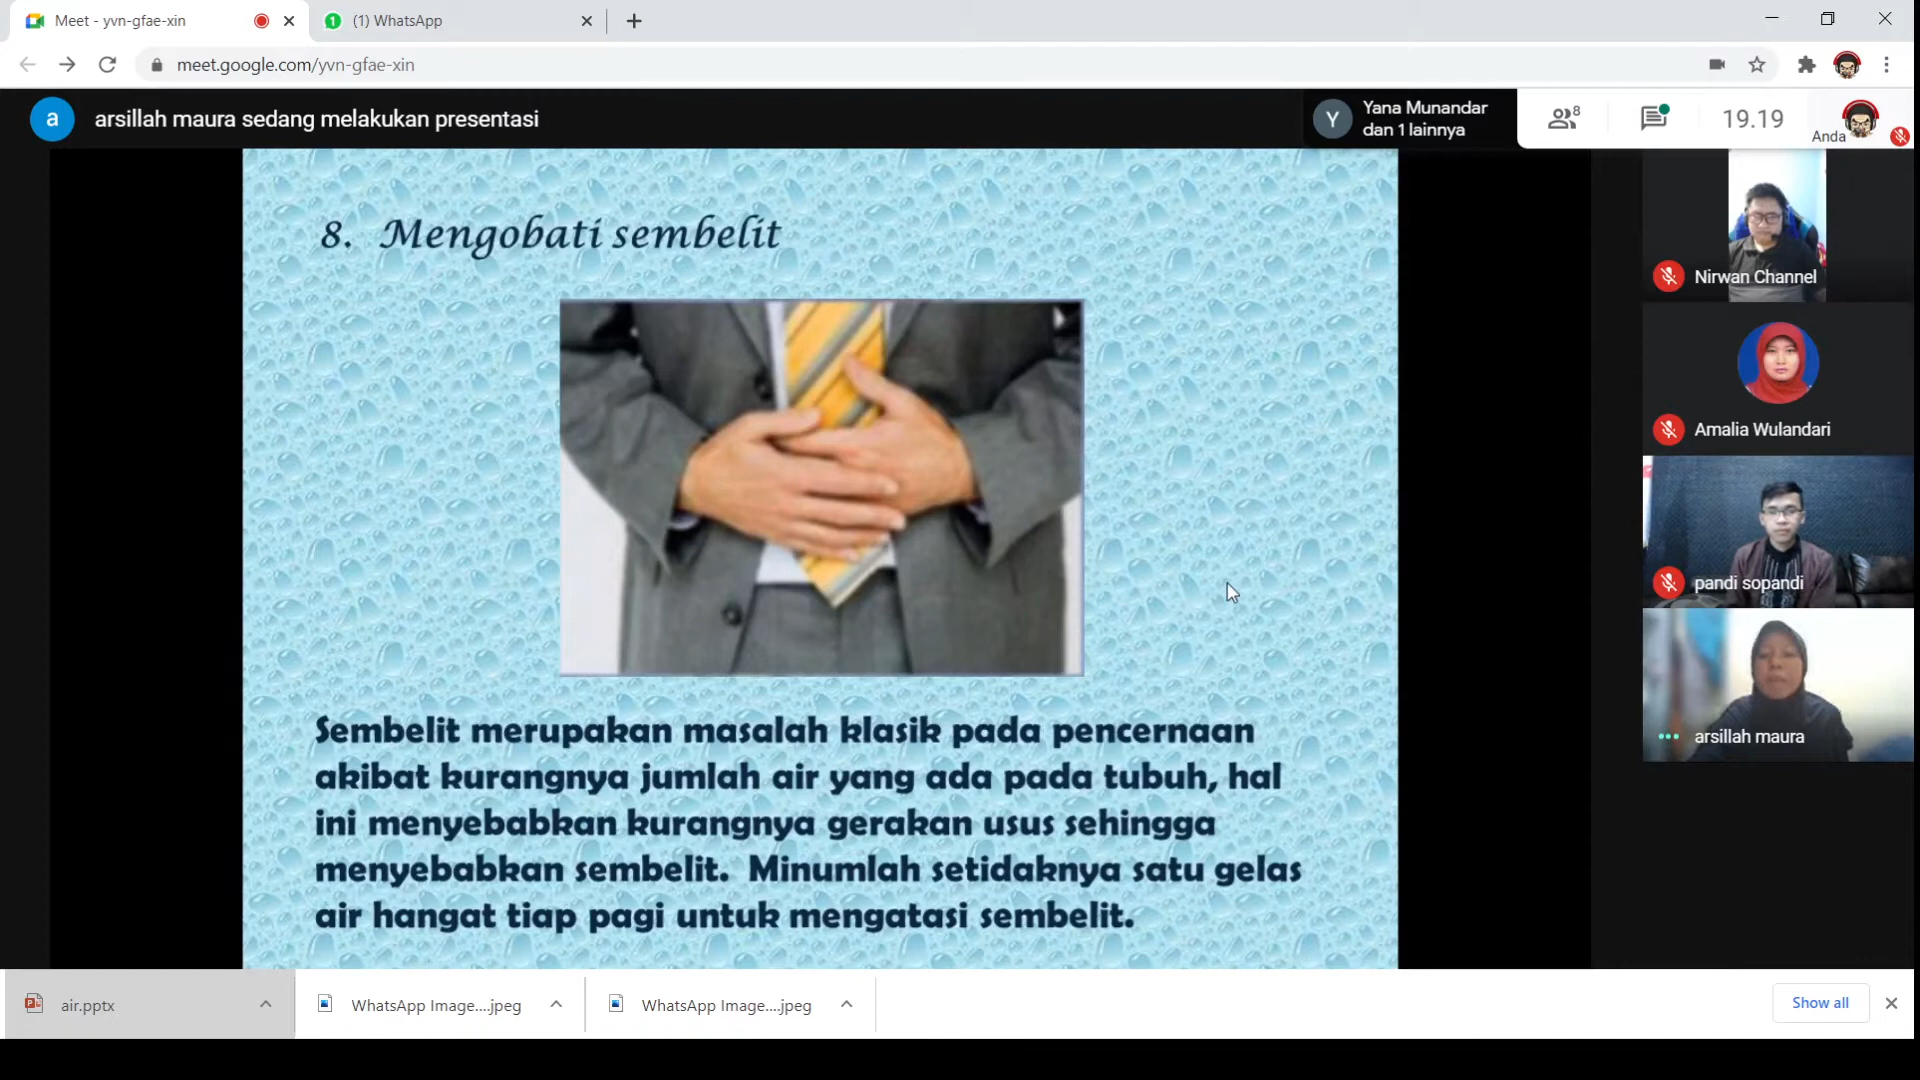 Meet - yvn-gfae-xin
1 (1) WhatsApp
meet.google.com/yvn-gfae-xin
a arsillah maura sedang melakukan presentasi
Y Yana Munandar
dan 1 lainnya
8
19.19
Anda
8. Mengobati sembelit
Nirwan Channel
Amalia Wulandari
pandi sopandi
arsillah maura
Sembelit merupakan masalah klasik pada pencernaan
akibat kurangnya jumlah air yang ada pada tubuh, hal
ini menyebabkan kurangnya gerakan usus sehingga
menyebabkan sembelit. Minumlah setidaknya satu gelas
air hangat tiap pagi untuk mengatasi sembelit.
air.pptx
WhatsApp Image....jpeg
WhatsApp Image....jpeg
Show all